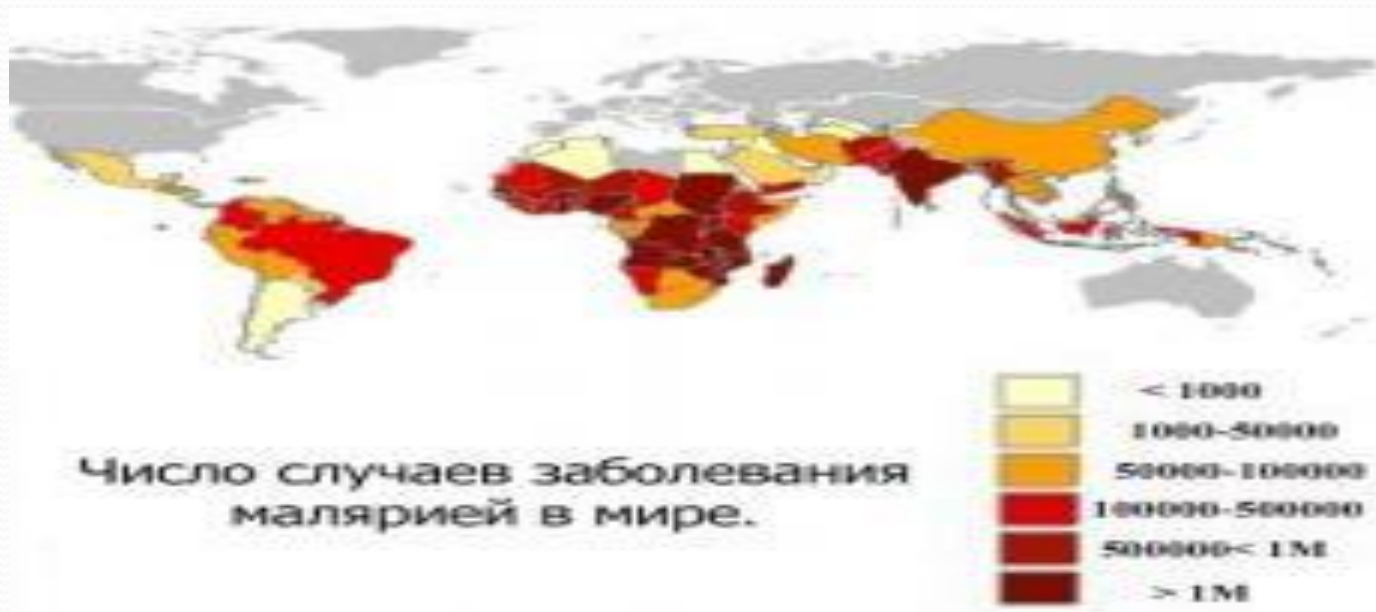 < 1000
1000-50000
50000-100000
100000-500000
500000< 1M
> 1M
Число случаев заболевания
малярией в мире.